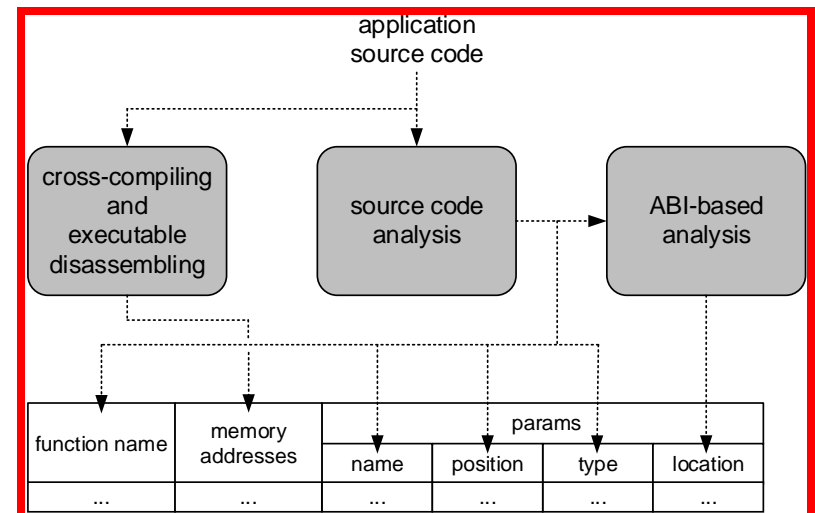 application
source code
cross-compiling
and
executable
disassembling
source code
analysis
ABI-based
analysis
function name
memory
addresses
params
name
position
type
location
...
...
...
...
...
...